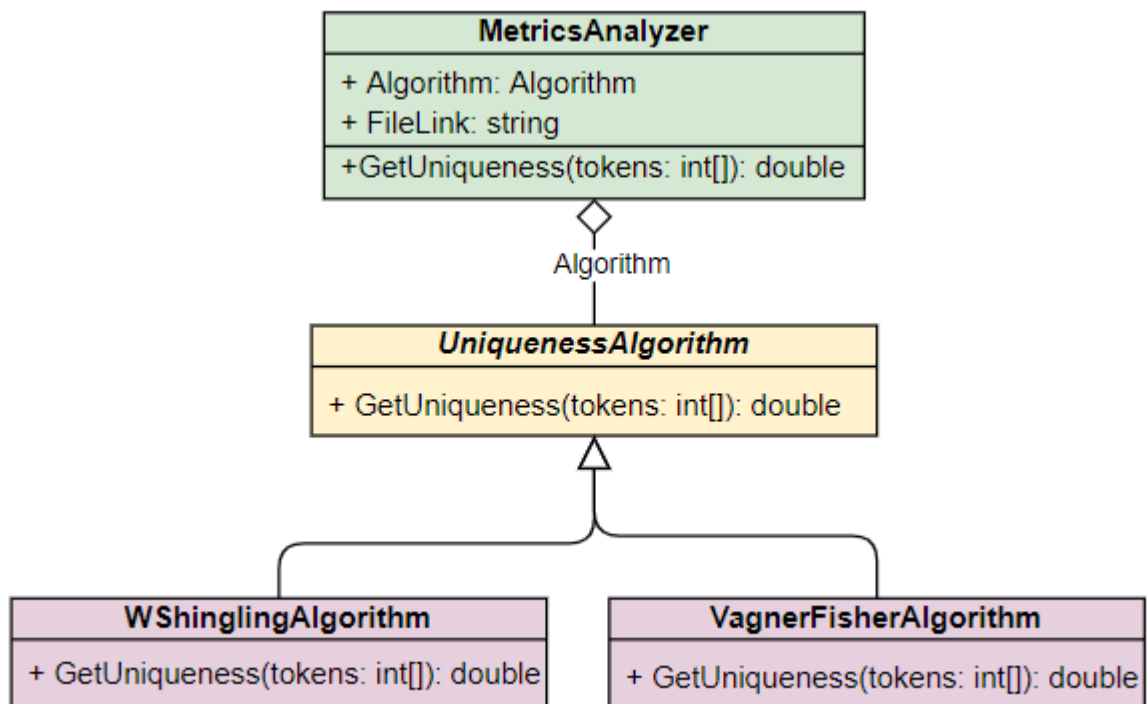 MetricsAnalyzer
+ Algorithm: Algorithm
+ FileLink: string
+GetUniqueness(tokens: int[]): double
Algorithm
UniquenessAlgorithm
+ GetUniqueness(tokens: int[]): double
WShinglingAlgorithm
+ GetUniqueness(tokens: int[]): double
VagnerFisherAlgorithm
+ GetUniqueness(tokens: int[]): double